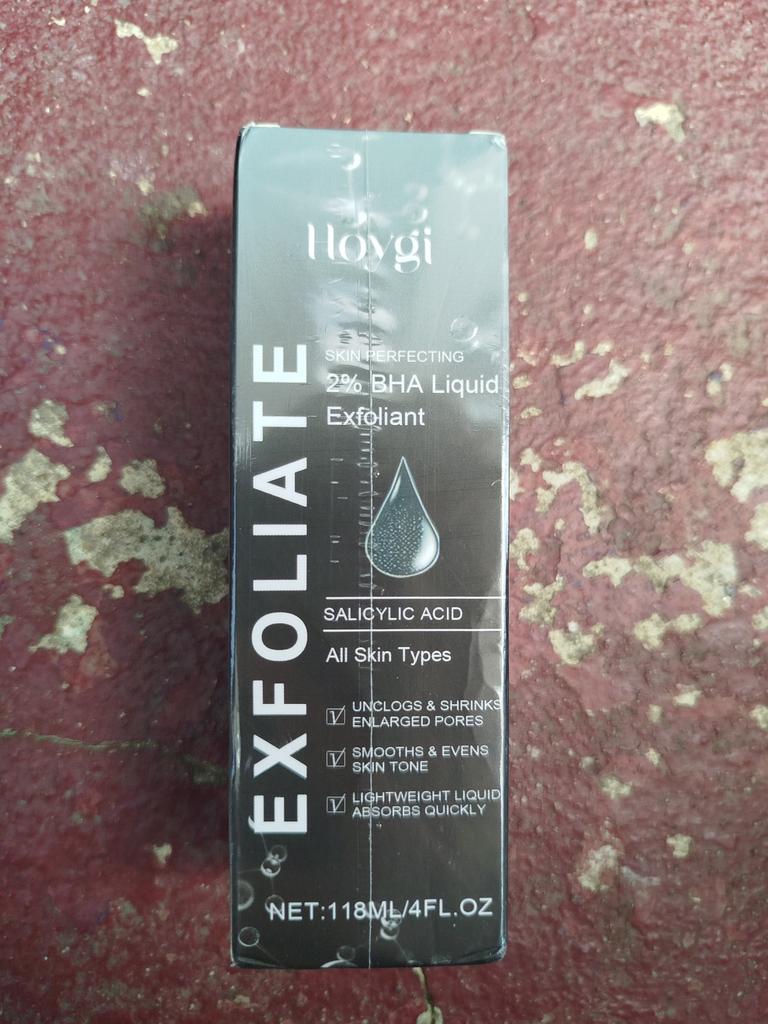 Hoygi
EXFOLIATE
SKIN PERFECTING
2% BHA Liquid
Exfoliant
SALICYLIC ACID
All Skin Types
UNCLOGS & SHRINKS
ENLARGED PORES
SMOOTHS & EVENS
SKIN TONE
LIGHTWEIGHT LIQUID
ABSORBS QUICKLY
NET:118ML/4FL.OZ